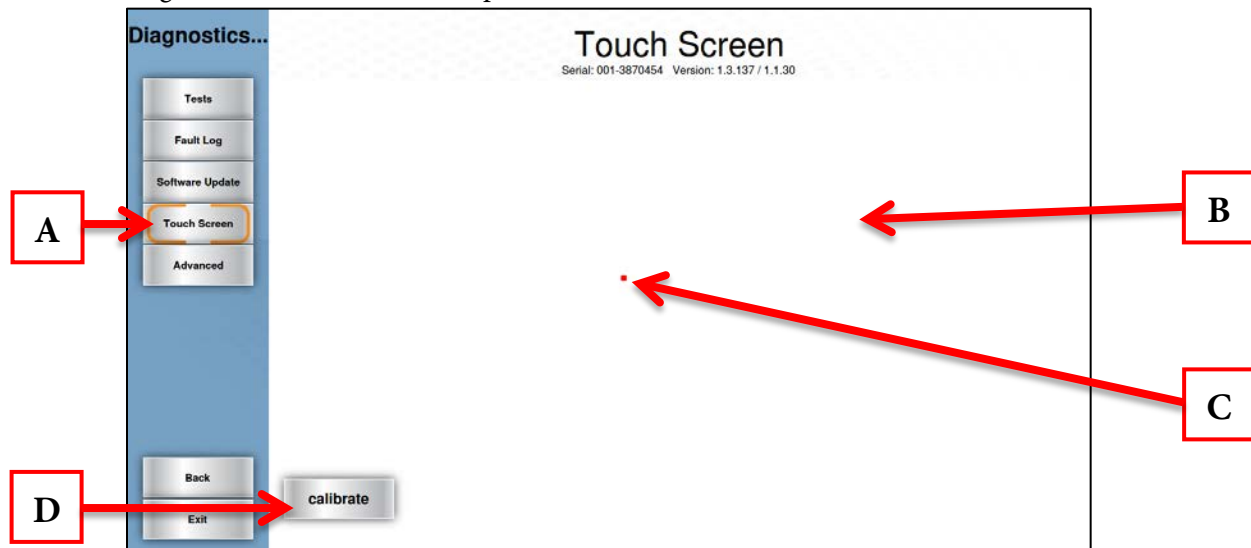 Diagnostics...
Touch Screen
Serial: 001-3870454 Version: 1.3.137 / 1.1.30
Tests
Fault Log
Software Update
A
Touch Screen
B
Advanced
C
Back
calibrate
D
Exit